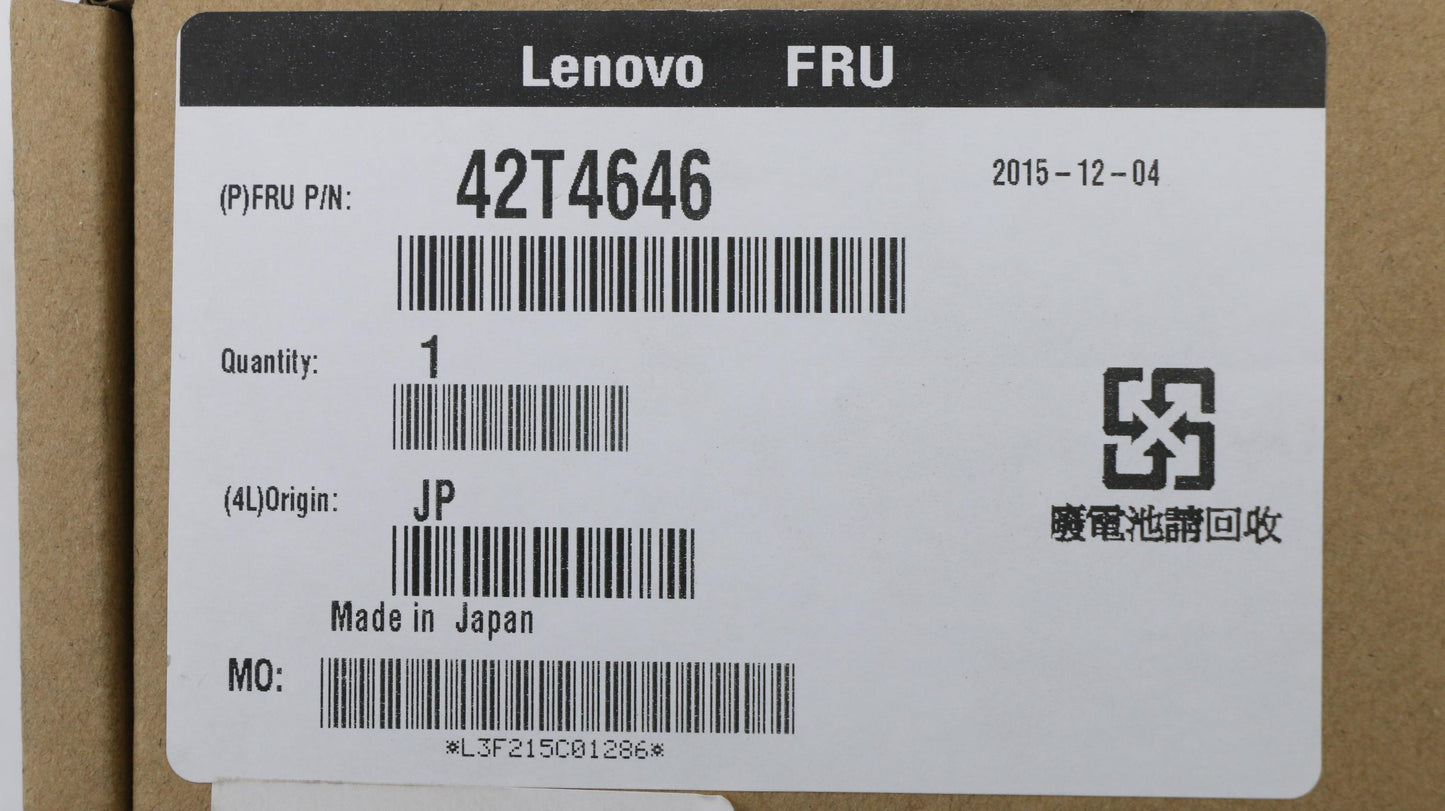 Lenovo FRU
(P)FRU P/N: 42T4646
2015-12-04
Quantity: 1
(4L)Origin: JP
廢電池請回收
Made in Japan
MO:
*L3F215C01286*